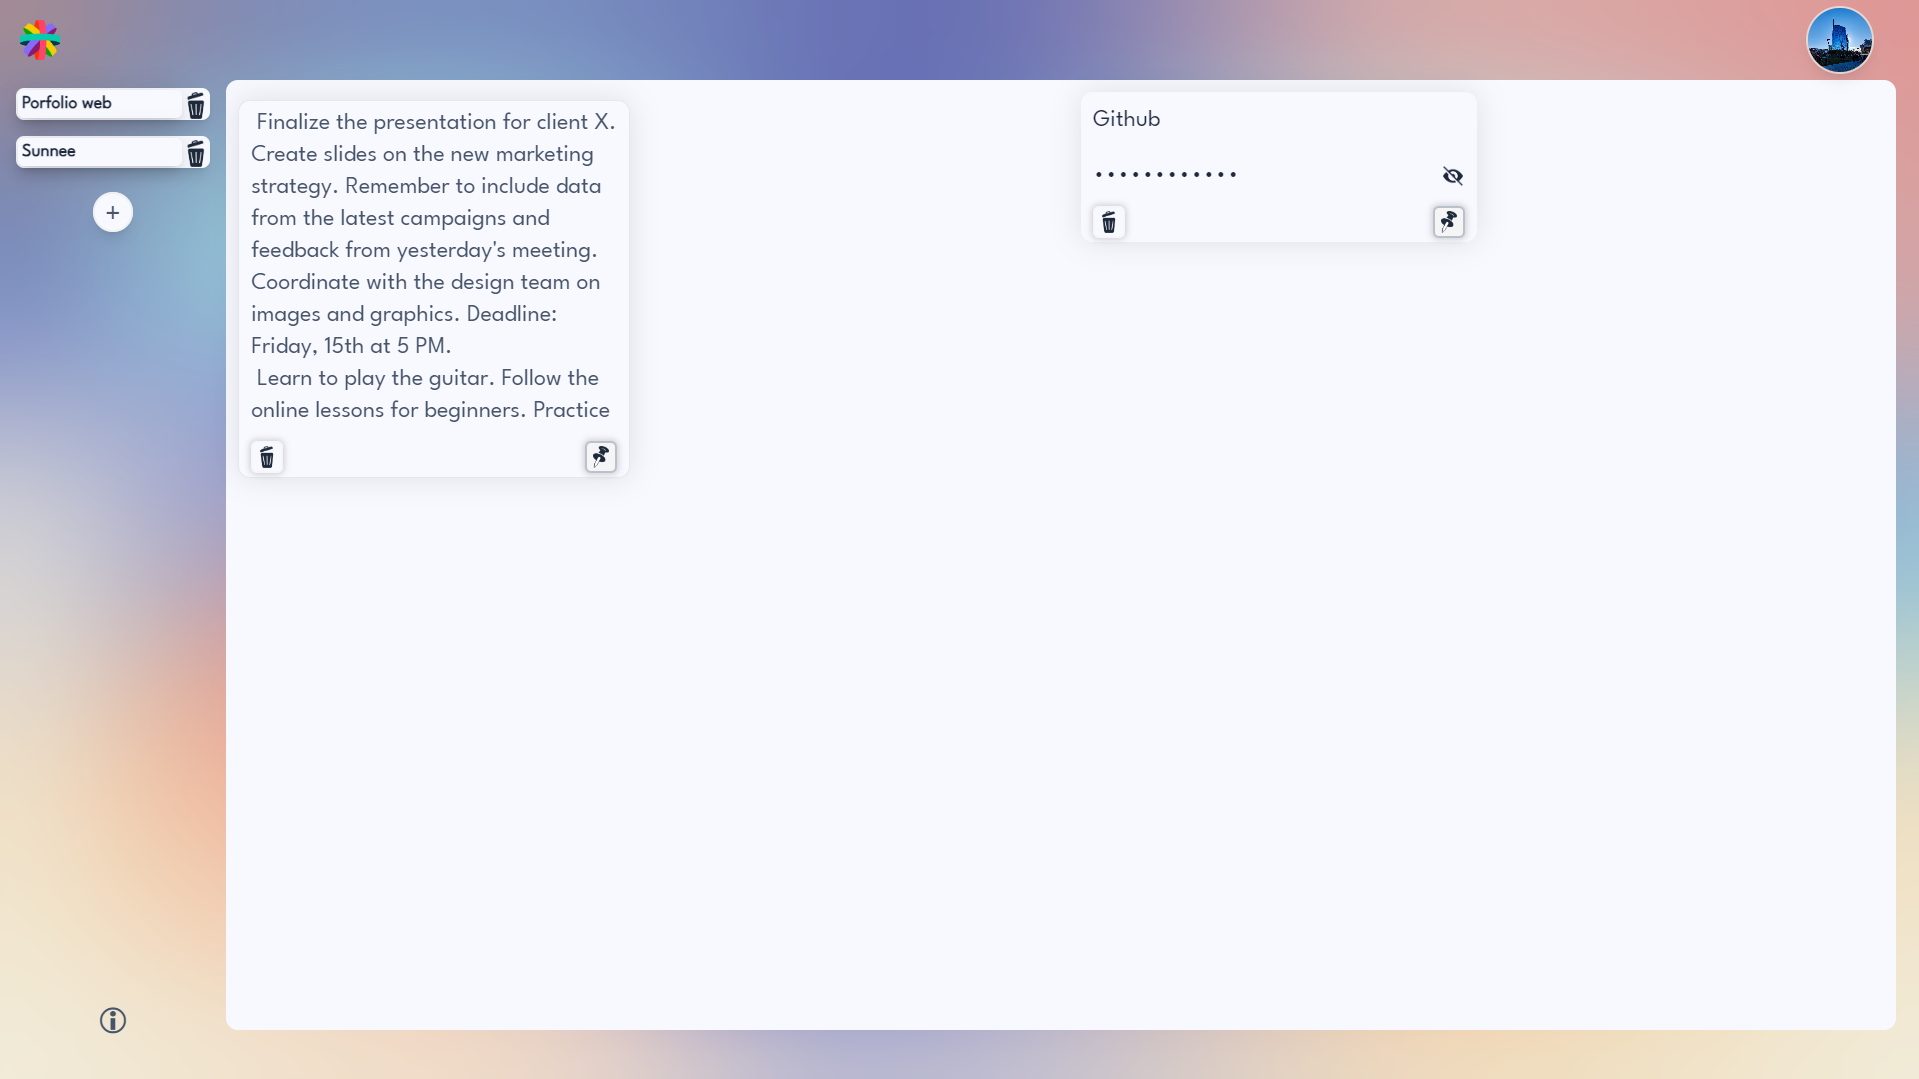 Porfolio web
Sunnee
+
Finalize the presentation for client X.
Create slides on the new marketing
strategy. Remember to include data
from the latest campaigns and
feedback from yesterday's meeting.
Coordinate with the design team on
images and graphics. Deadline:
Friday, 15th at 5 PM.
Learn to play the guitar. Follow the
online lessons for beginners. Practice
Github
••••••••••••